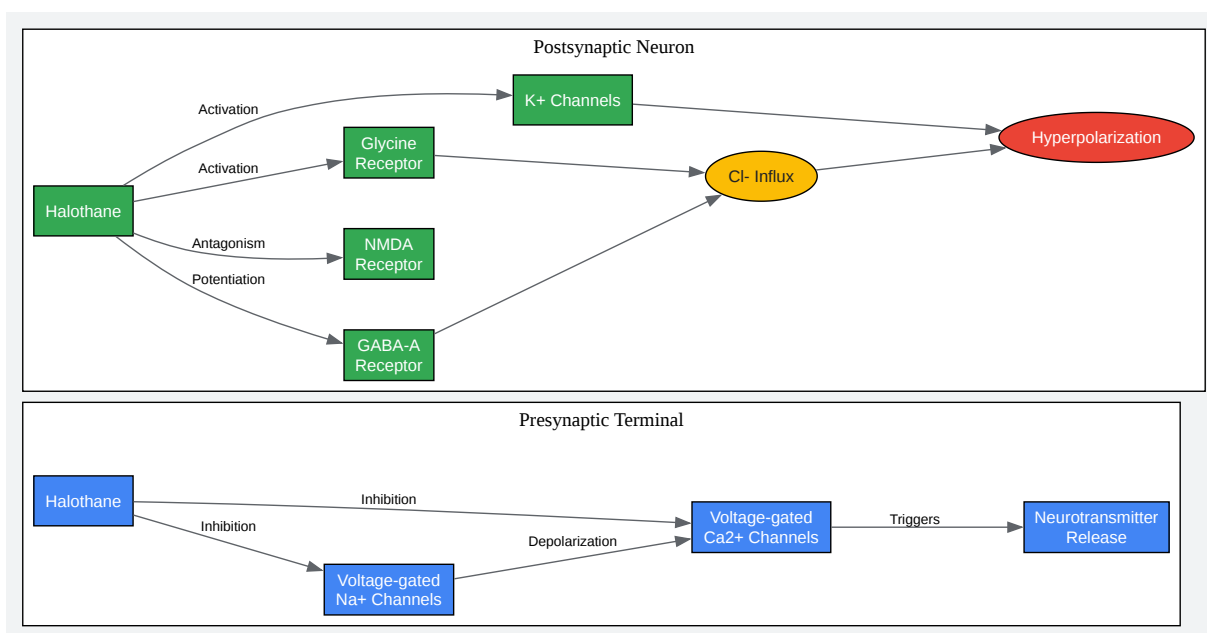 Postsynaptic Neuron
K+ Channels
Activation
Glycine
Receptor
Activation
Hyperpolarization
Cl- Influx
Halothane
Antagonism
NMDA
Receptor
Potentiation
GABA-A
Receptor
Presynaptic Terminal
Halothane
Inhibition
Inhibition
Voltage-gated
Ca2+ Channels
Triggers
Neurotransmitter
Release
Depolarization
Voltage-gated
Na+ Channels